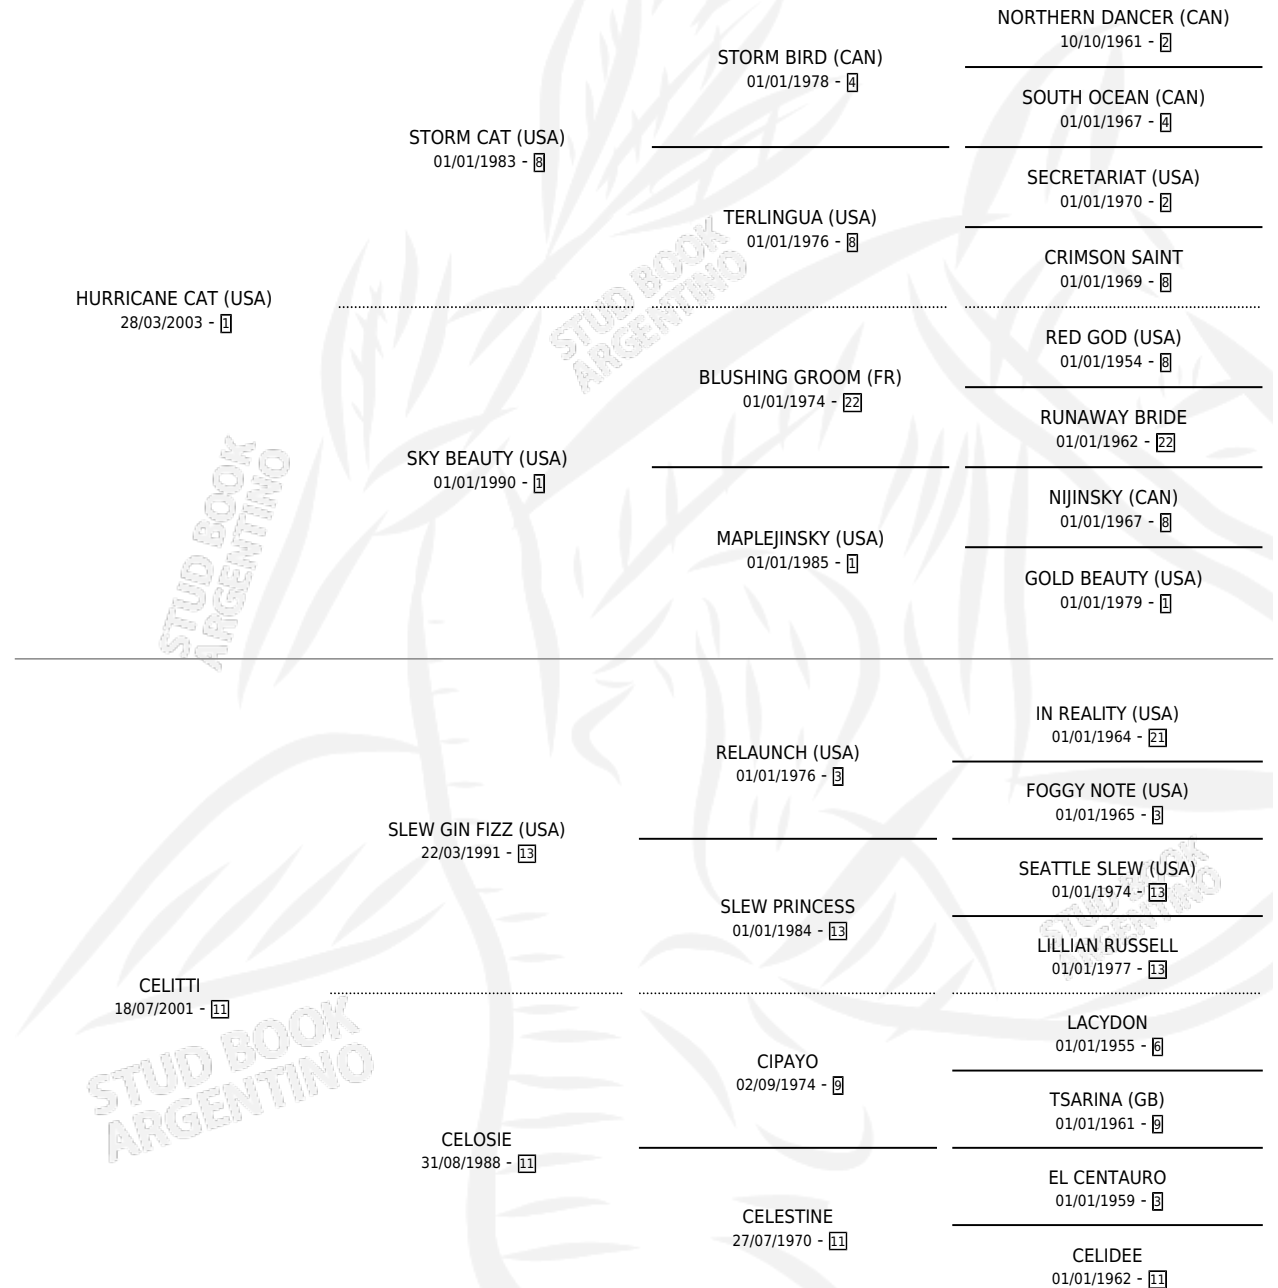 NORTHERN DANCER (CAN)
10/10/1961 - 2
STORM BIRD (CAN)
01/01/1978 - 4
SOUTH OCEAN (CAN)
01/01/1967 - 4
STORM CAT (USA)
01/01/1983 - 8
SECRETARIAT (USA)
01/01/1970 - 2
TERLINGUA (USA)
01/01/1976 - 8
CRIMSON SAINT
01/01/1969 - 8
HURRICANE CAT (USA)
28/03/2003 - 1
STUD BOOK
ARGENTINO
RED GOD (USA)
01/01/1954 - 8
BLUSHING GROOM (FR)
01/01/1974 - 22
RUNAWAY BRIDE
01/01/1962 - 22
SKY BEAUTY (USA)
01/01/1990 - 1
NIJINSKY (CAN)
01/01/1967 - 8
MAPLEJINSKY (USA)
01/01/1985 - 1
GOLD BEAUTY (USA)
01/01/1979 - 1
STUD BOOK
ARGENTINO
IN REALITY (USA)
01/01/1964 - 21
RELAUNCH (USA)
01/01/1976 - 3
FOGGY NOTE (USA)
01/01/1965 - 3
SLEW GIN FIZZ (USA)
22/03/1991 - 13
SEATTLE SLEW (USA)
01/01/1974 - 13
SLEW PRINCESS
01/01/1984 - 13
STUD BOOK
ARGENTINO
LILLIAN RUSSELL
01/01/1977 - 13
CELITTI
18/07/2001 - 11
LACYDON
01/01/1955 - 6
CIPAYO
02/09/1974 - 9
STUD BOOK
ARGENTINO
TSARINA (GB)
01/01/1961 - 9
CELOSIE
31/08/1988 - 11
EL CENTAURO
01/01/1959 - 3
CELESTINE
27/07/1970 - 11
CELIDEE
01/01/1962 - 11